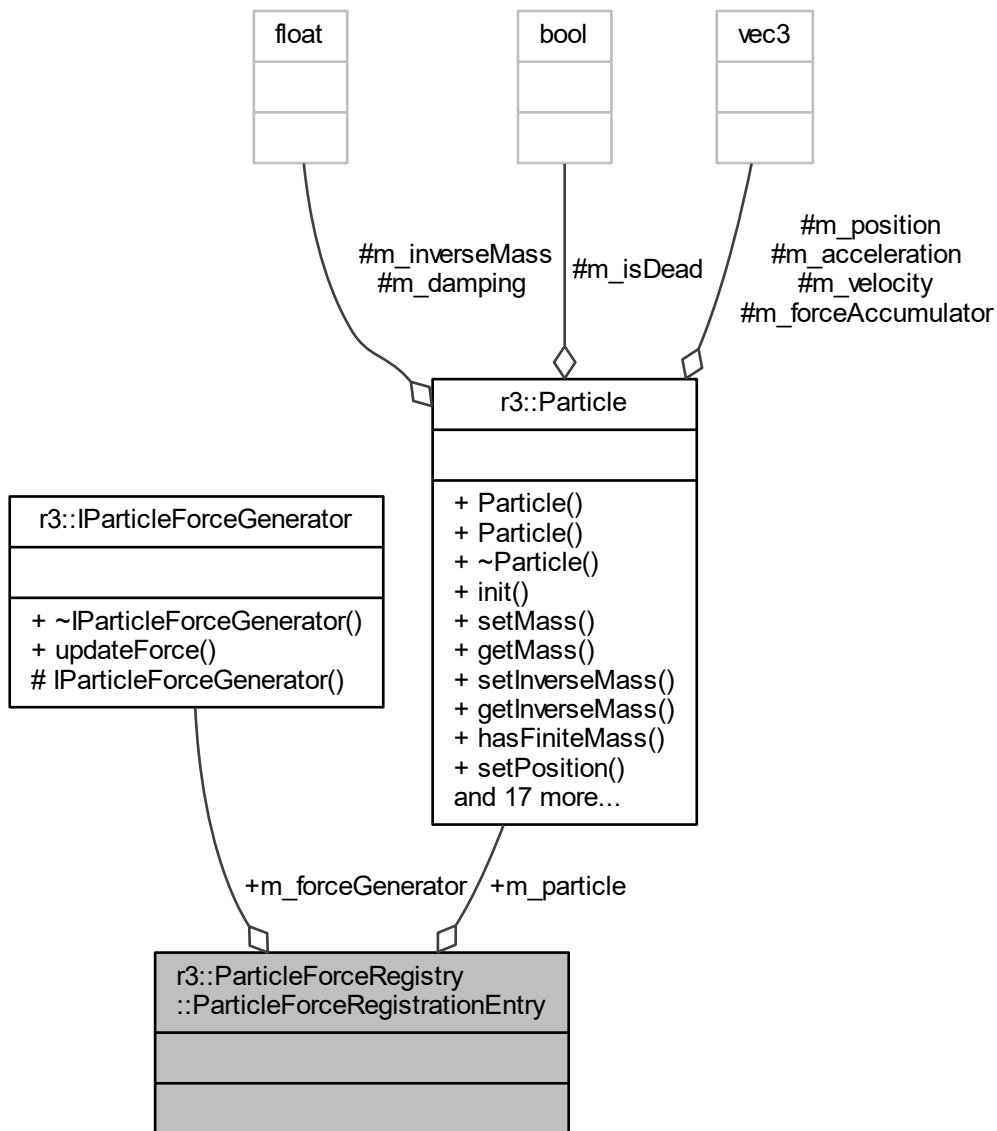 float
bool
vec3
#m_inverseMass
#m_damping
#m_isDead
#m_position
#m_acceleration
#m_velocity
#m_forceAccumulator
r3::Particle
+ Particle()
+ Particle()
+ ~Particle()
+ init()
+ setMass()
+ getMass()
+ setInverseMass()
+ getInverseMass()
+ hasFiniteMass()
+ setPosition()
and 17 more...
r3::IParticleForceGenerator
+ ~IParticleForceGenerator()
+ updateForce()
# IParticleForceGenerator()
+m_forceGenerator
+m_particle
r3::ParticleForceRegistry
::ParticleForceRegistrationEntry